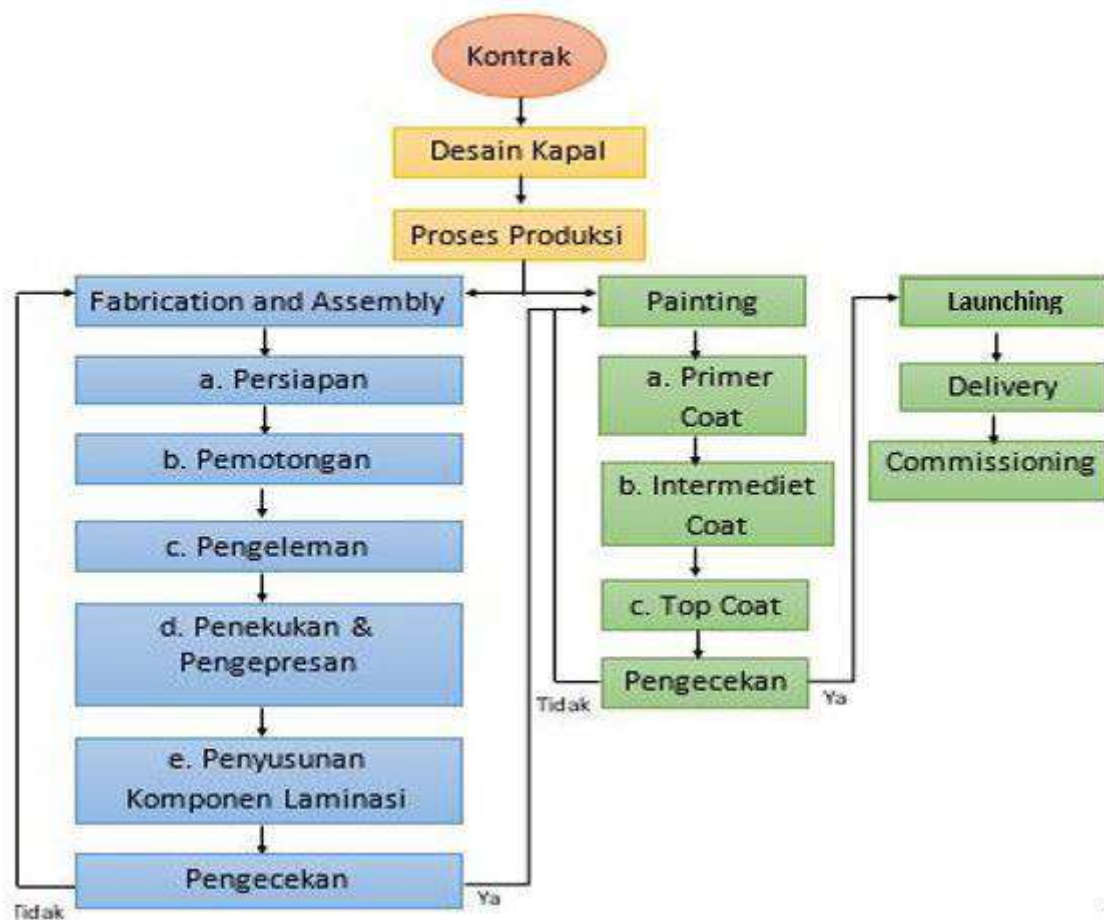 Kontrak
Desain Kapal
Proses Produksi
Fabrication and Assembly
a. Persiapan
b. Pemotongan
c. Pengeleman
d. Penekukan &
Pengepresan
e. Penyusunan
Komponen Laminasi
Pengecekan
Tidak
Ya
Painting
a. Primer
Coat
b. Intermediet
Coat
c. Top Coat
Pengecekan
Tidak
Ya
Launching
Delivery
Commissioning